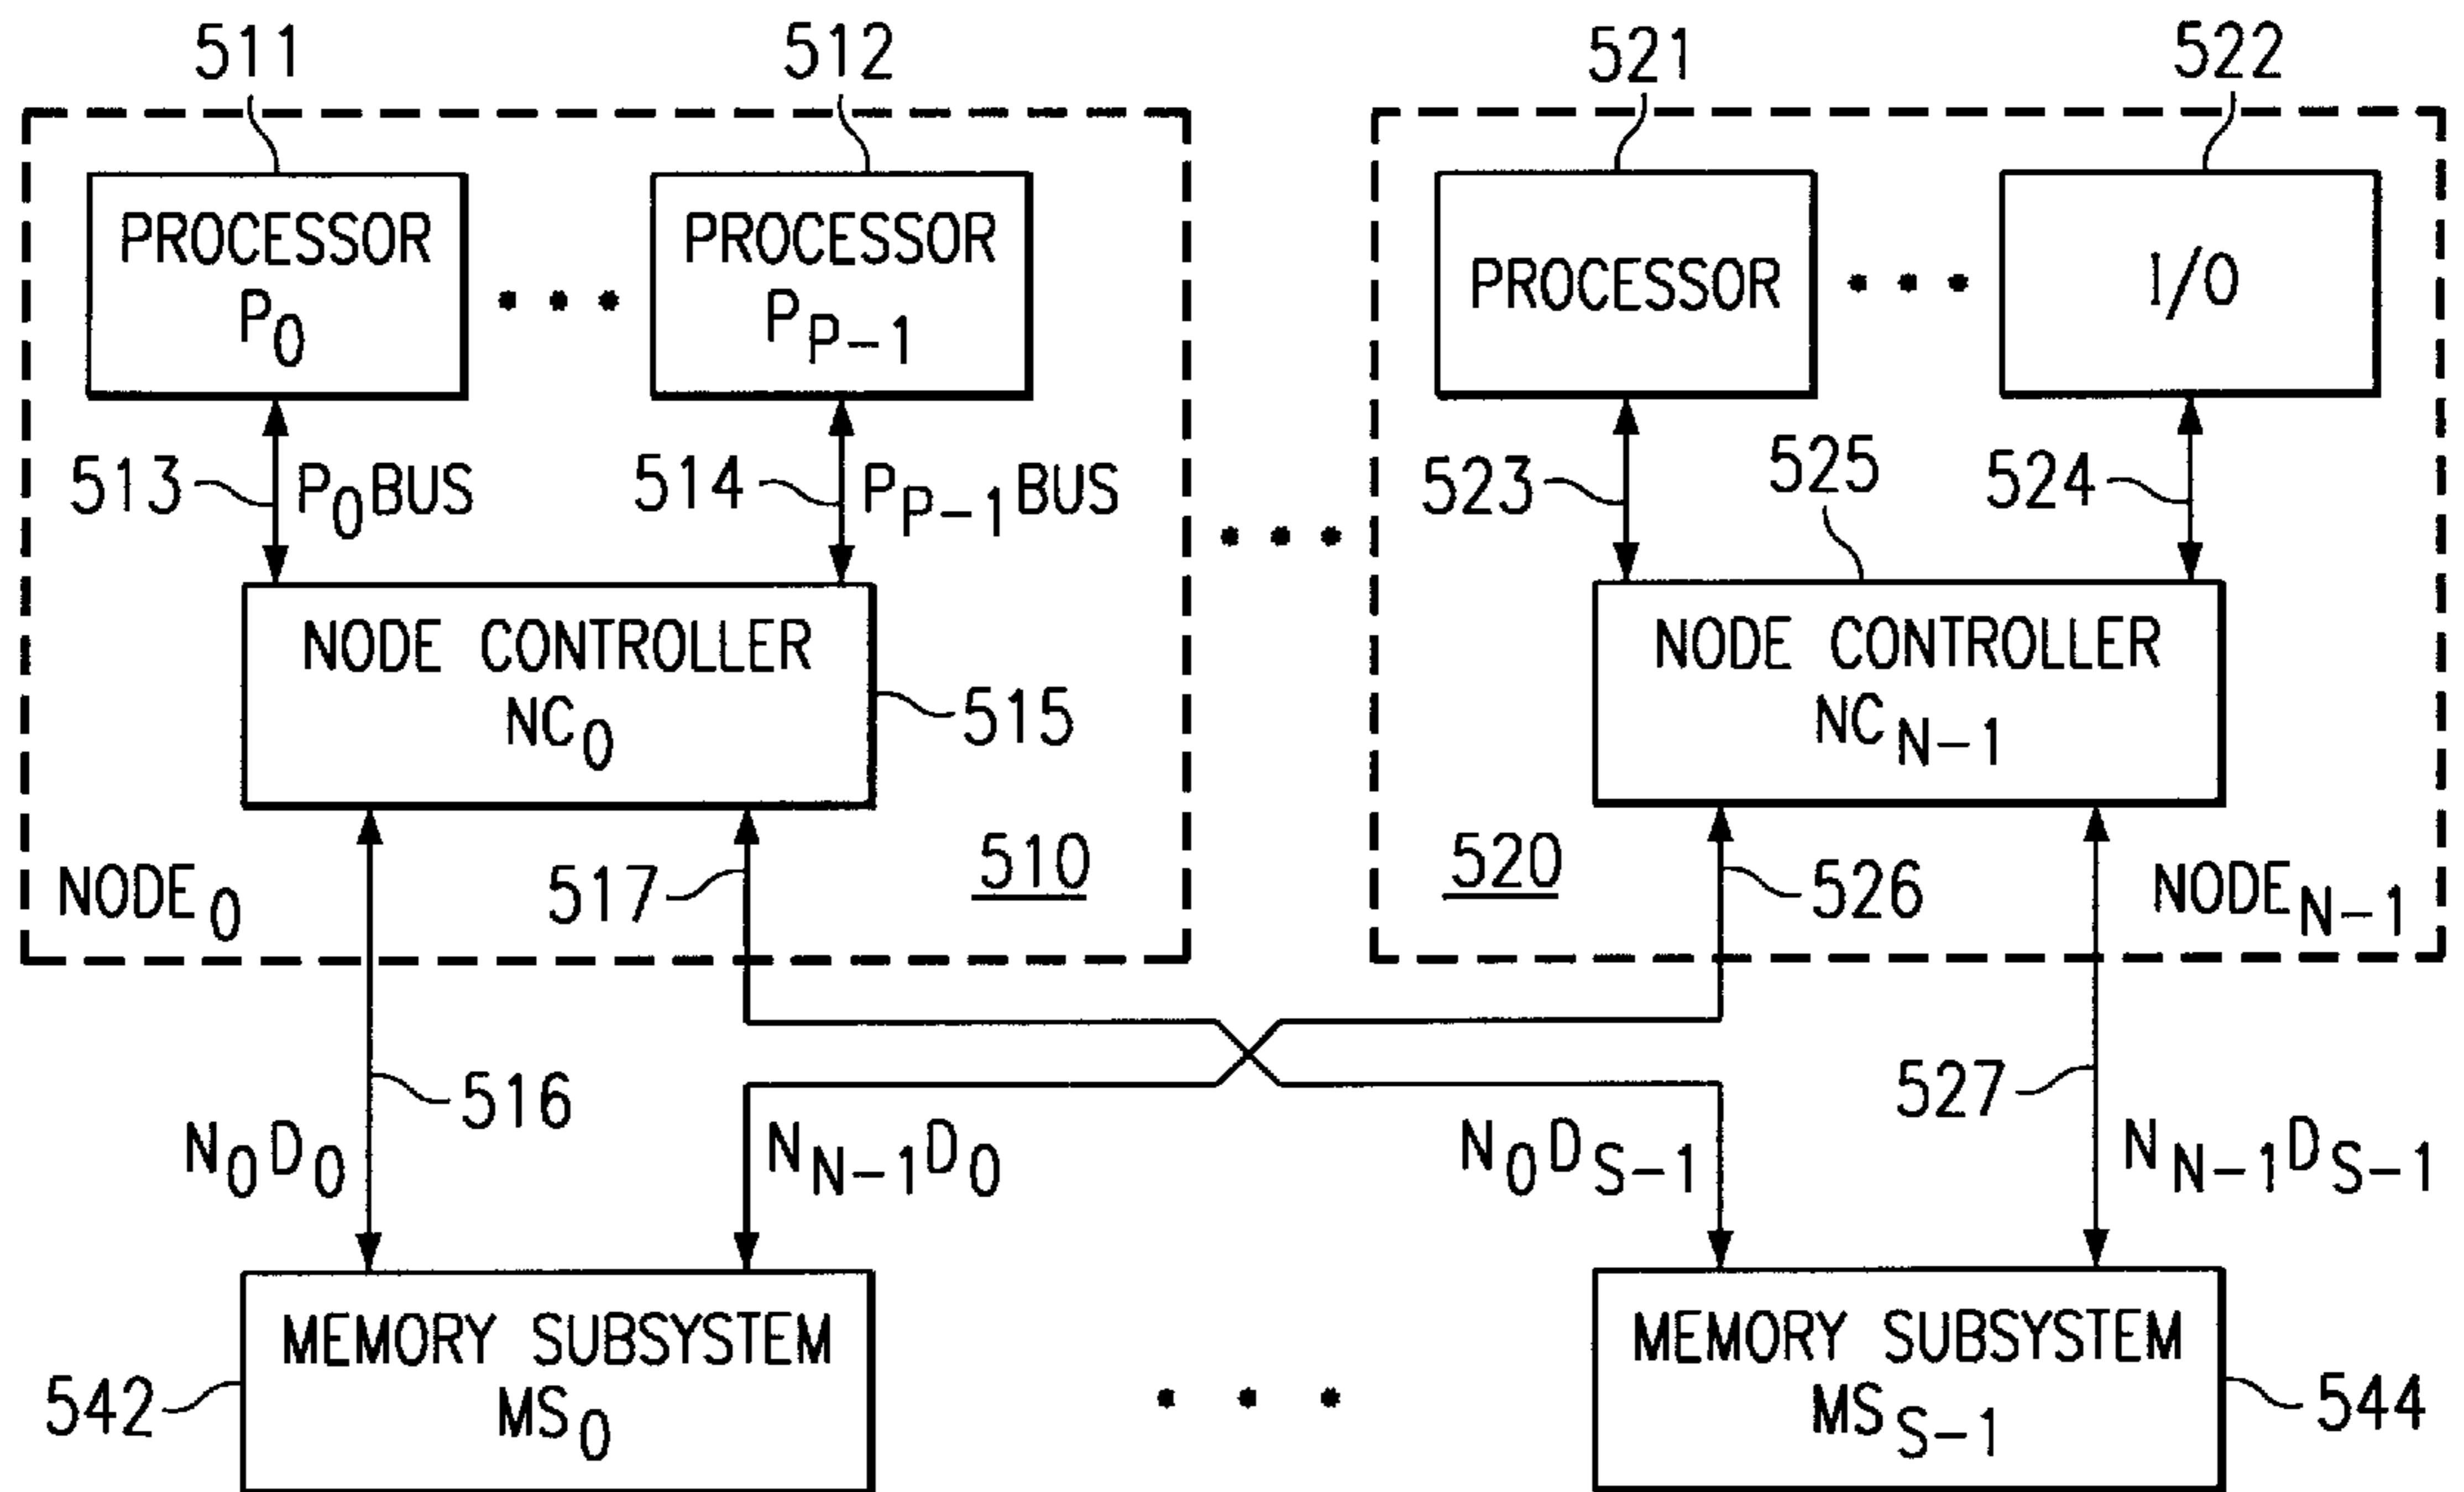 511
512
521
522
PROCESSOR
P0
PROCESSOR
PP-1
PROCESSOR
I/O
513
P0BUS
514
PP-1BUS
523
525
524
NODE CONTROLLER
NC0
515
NODE CONTROLLER
NCN-1
NODE0
517
510
520
526
NODEN-1
516
527
N0D0
NN-1D0
N0DS-1
NN-1DS-1
MEMORY SUBSYSTEM
MS0
542
MEMORY SUBSYSTEM
MSS-1
544